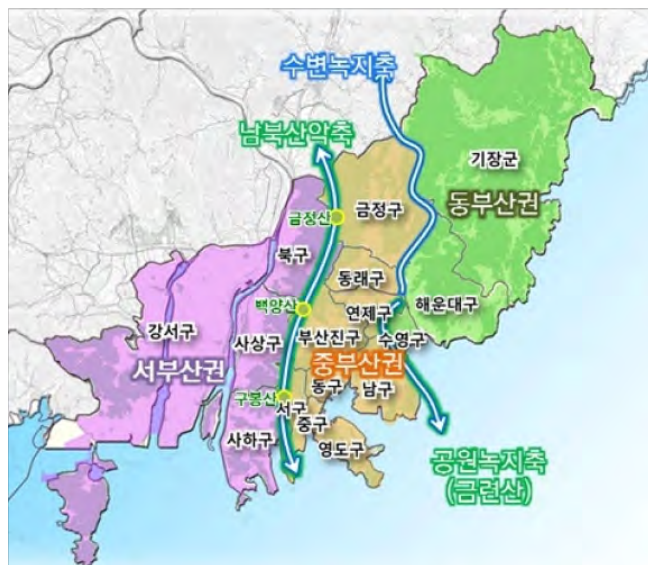 수변녹지축
남북산악축
기장군
금정산
금정구
동부산권
북구
동래구
백양산
연제구
해운대구
강서구
사상구
부산진구
수영구
서부산권
중부산권
구봉산
동구
남구
서구
중구
사하구
영도구
공원녹지축
(금련산)